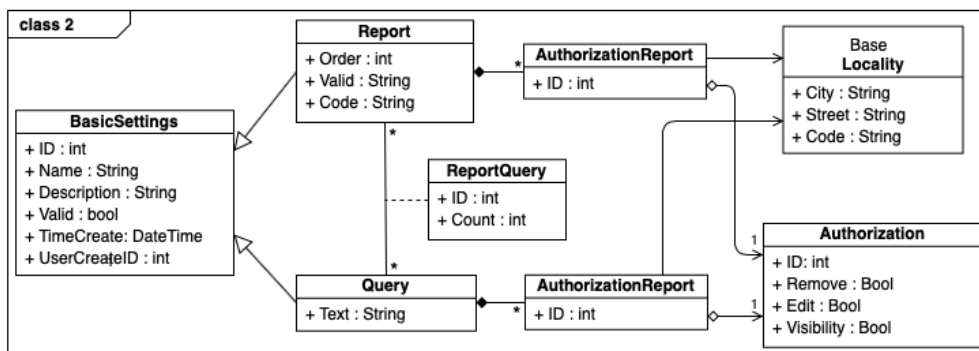 class 2
Report
+ Order : int
+ Valid : String
+ Code : String
*
*
AuthorizationReport
+ ID : int
Base
Locality
+ City : String
+ Street : String
+ Code : String
BasicSettings
+ ID : int
+ Name : String
+ Description : String
+ Valid : bool
+ TimeCreate: DateTime
+ UserCreateID : int
ReportQuery
+ ID : int
+ Count : int
*
Query
+ Text : String
*
AuthorizationReport
+ ID : int
1
1
Authorization
+ ID: int
+ Remove : Bool
+ Edit : Bool
+ Visibility : Bool